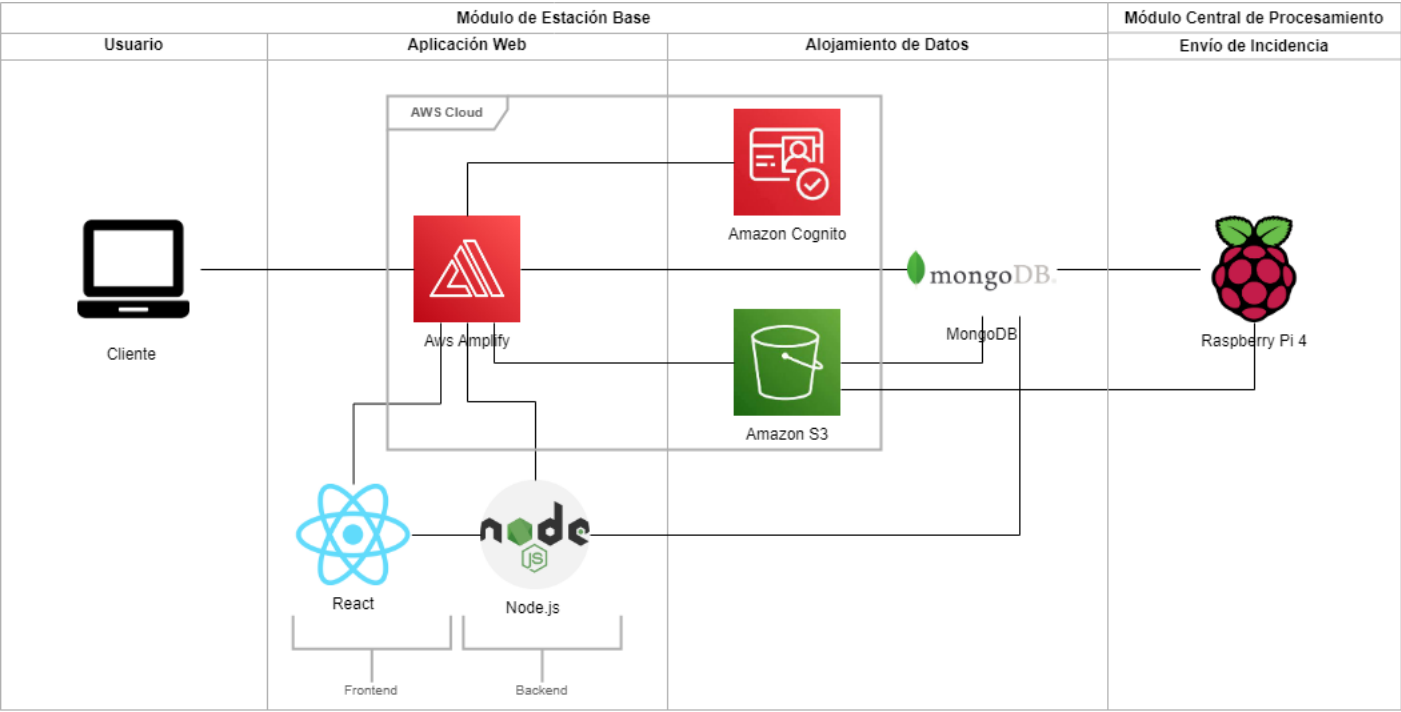 Módulo de Estación Base
Módulo Central de Procesamiento
Usuario
Aplicación Web
Alojamiento de Datos
Envío de Incidencia
AWS Cloud
Amazon Cognito
mongoDB.
Aws Amplify
MongoDB
Raspberry Pi 4
Cliente
Amazon S3
node
JS
React
Node.js
Frontend
Backend